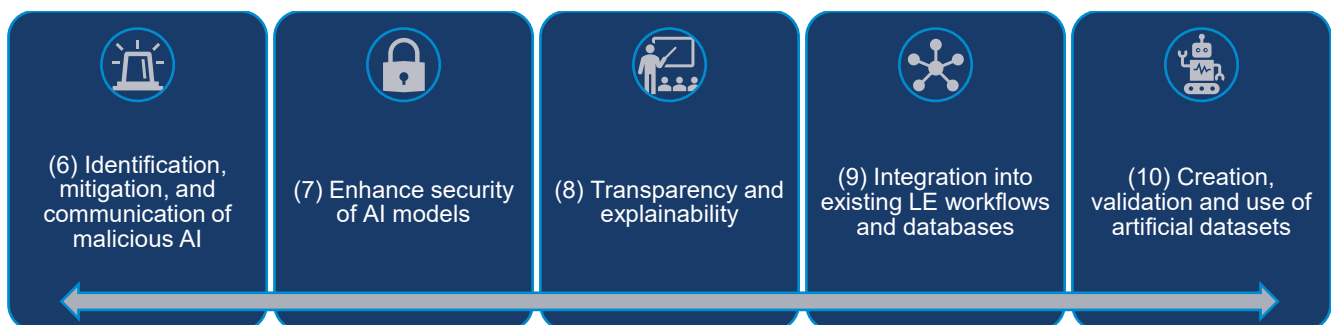 (6) Identification,
mitigation, and
communication of
malicious AI
(7) Enhance security
of AI models
(8) Transparency and
explainability
(9) Integration into
existing LE workflows
and databases
(10) Creation,
validation and use of
artificial datasets